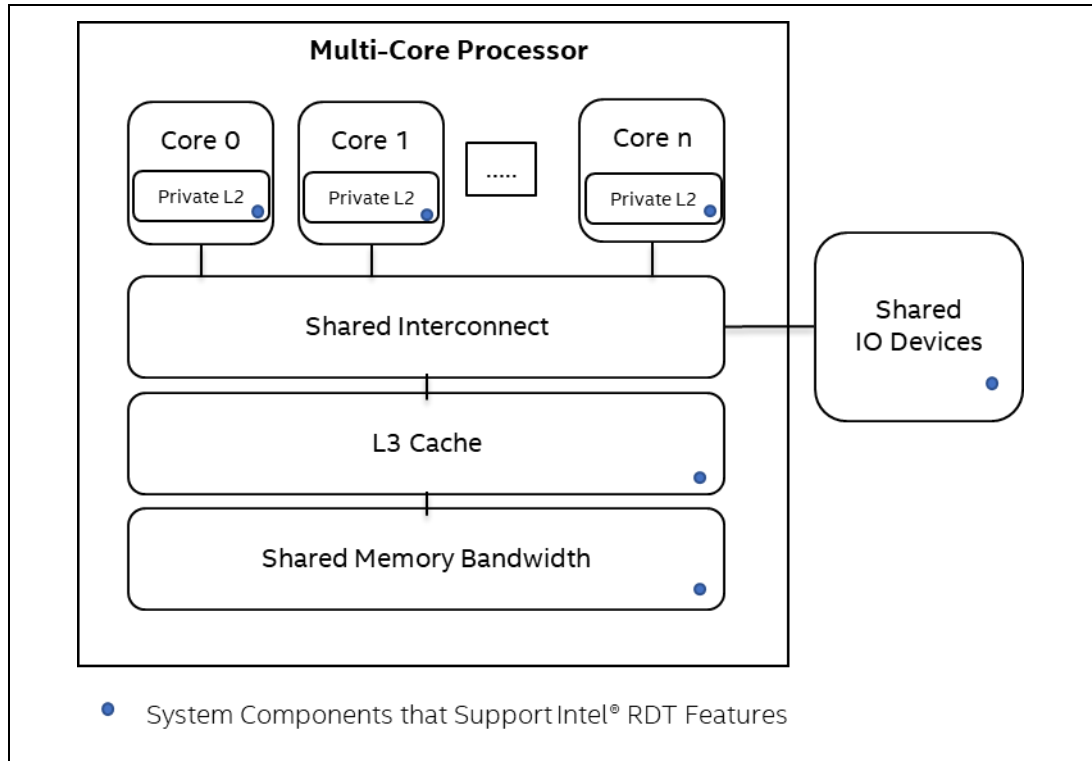 Multi-Core Processor
Core 0
Core 1
.....
Core n
Private L2
Private L2
Private L2
Shared Interconnect
Shared
IO Devices
L3 Cache
Shared Memory Bandwidth
System Components that Support Intel® RDT Features